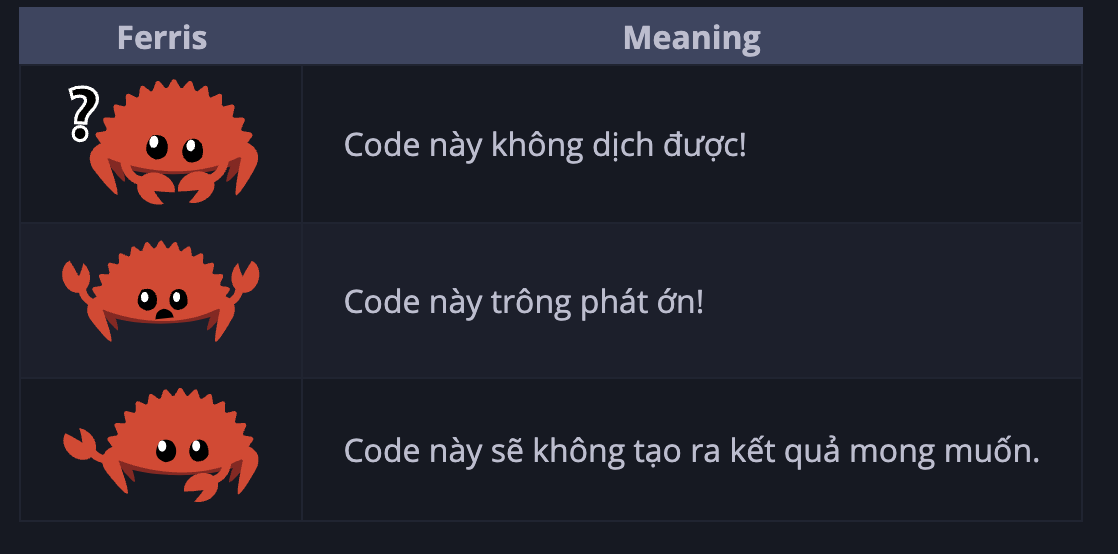 Ferris Meaning
? Code này không dịch được!
Code này trông phát ớn!
Code này sẽ không tạo ra kết quả mong muốn.